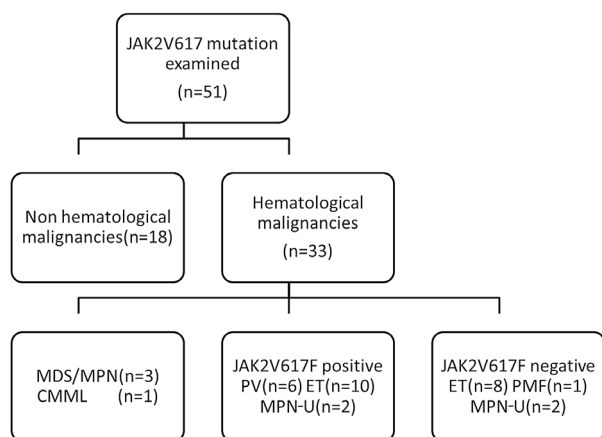 JAK2V617 mutation
examined
(n=51)
Non hematological
malignancies(n=18)
Hematological
malignancies
(n=33)
MDS/MPN(n=3)
CMML (n=1)
JAK2V617F positive
PV(n=6) ET(n=10)
MPN-U(n=2)
JAK2V617F negative
ET(n=8) PMF(n=1)
MPN-U(n=2)